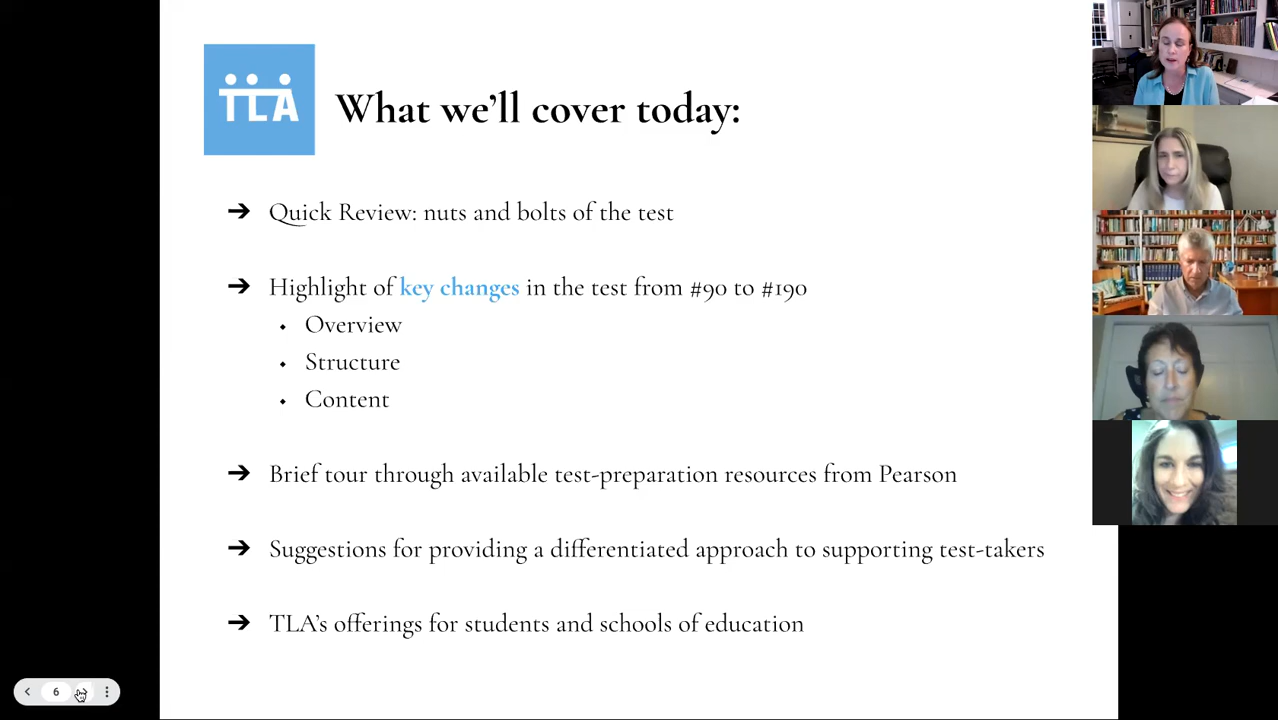 TLA
What we'll cover today:
➔ Quick Review: nuts and bolts of the test
➔ Highlight of key changes in the test from #90 to #190
• Overview
• Structure
• Content
➔ Brief tour through available test-preparation resources from Pearson
➔ Suggestions for providing a differentiated approach to supporting test-takers
➔ TLA's offerings for students and schools of education
6